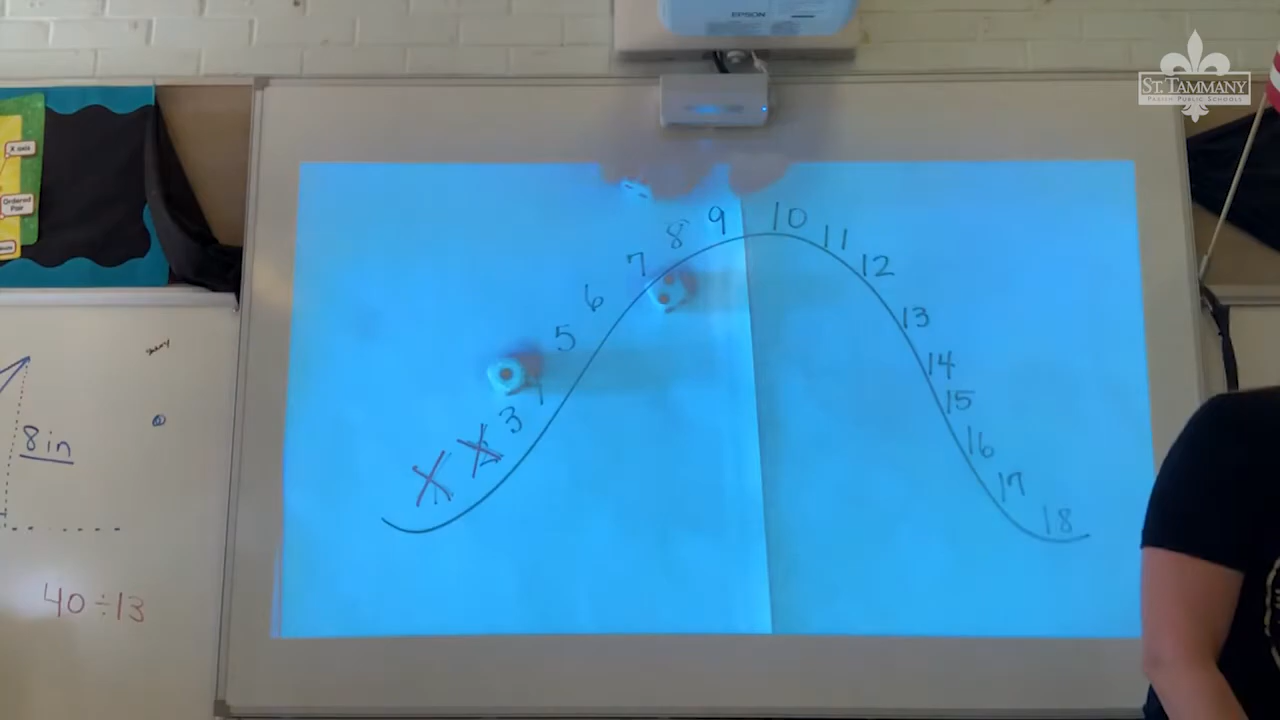 EPSON
ST. TAMMANY
PARISH PUBLIC SCHOOLS
X axis
Ordered
Pair
8 in
40 ÷ 13
3
5
6
7
8
9
10
11
12
13
14
15
16
17
18